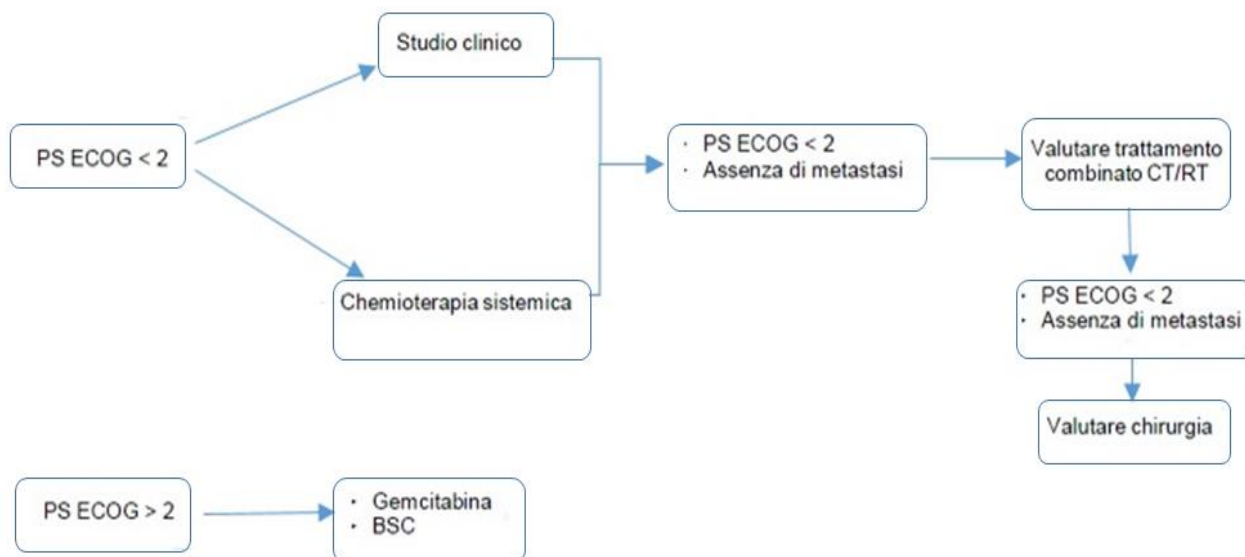 Studio clinico
PS ECOG < 2
· PS ECOG < 2
· Assenza di metastasi
Valutare trattamento
combinato CT/RT
Chemioterapia sistemica
· PS ECOG < 2
· Assenza di metastasi
Valutare chirurgia
PS ECOG > 2
· Gemcitabina
· BSC